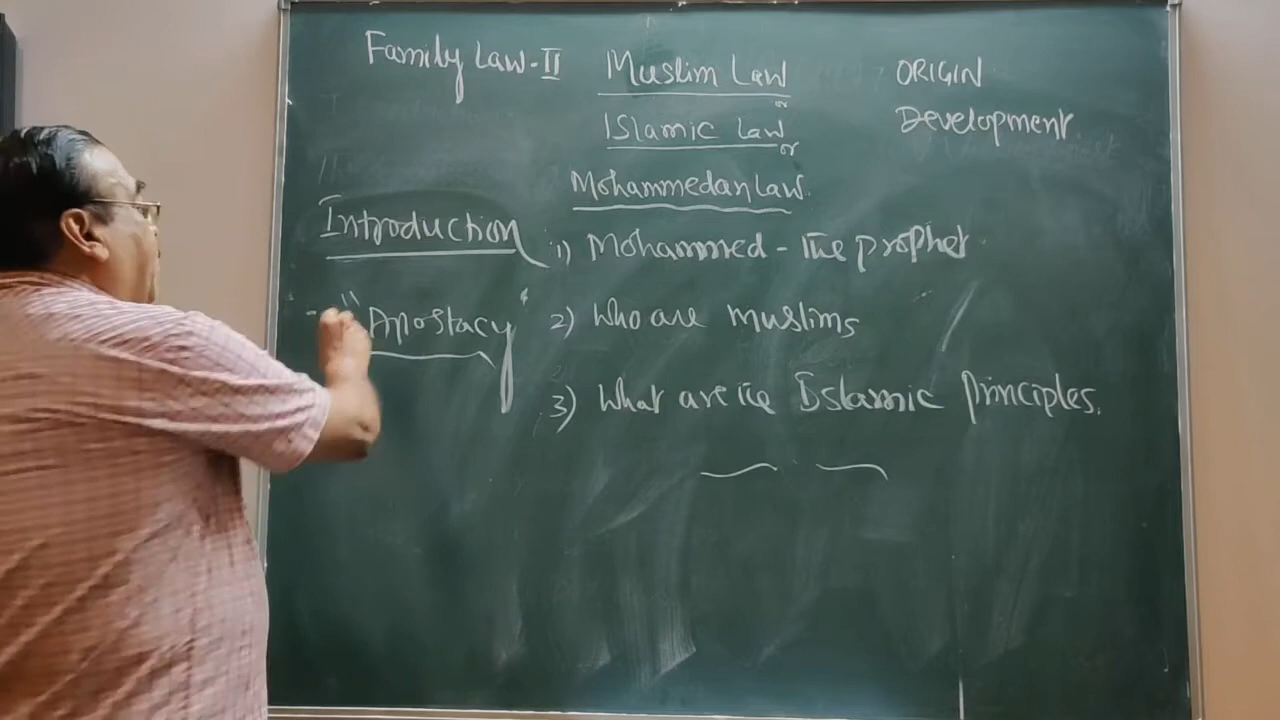 Family Law-II
Muslim Law
or
Islamic Law
or
Mohammedan Law.
ORIGIN
Development
Introduction
"Apostacy"
1) Mohammed - The prophet
2) Who are muslims
3) What are the Islamic Principles.